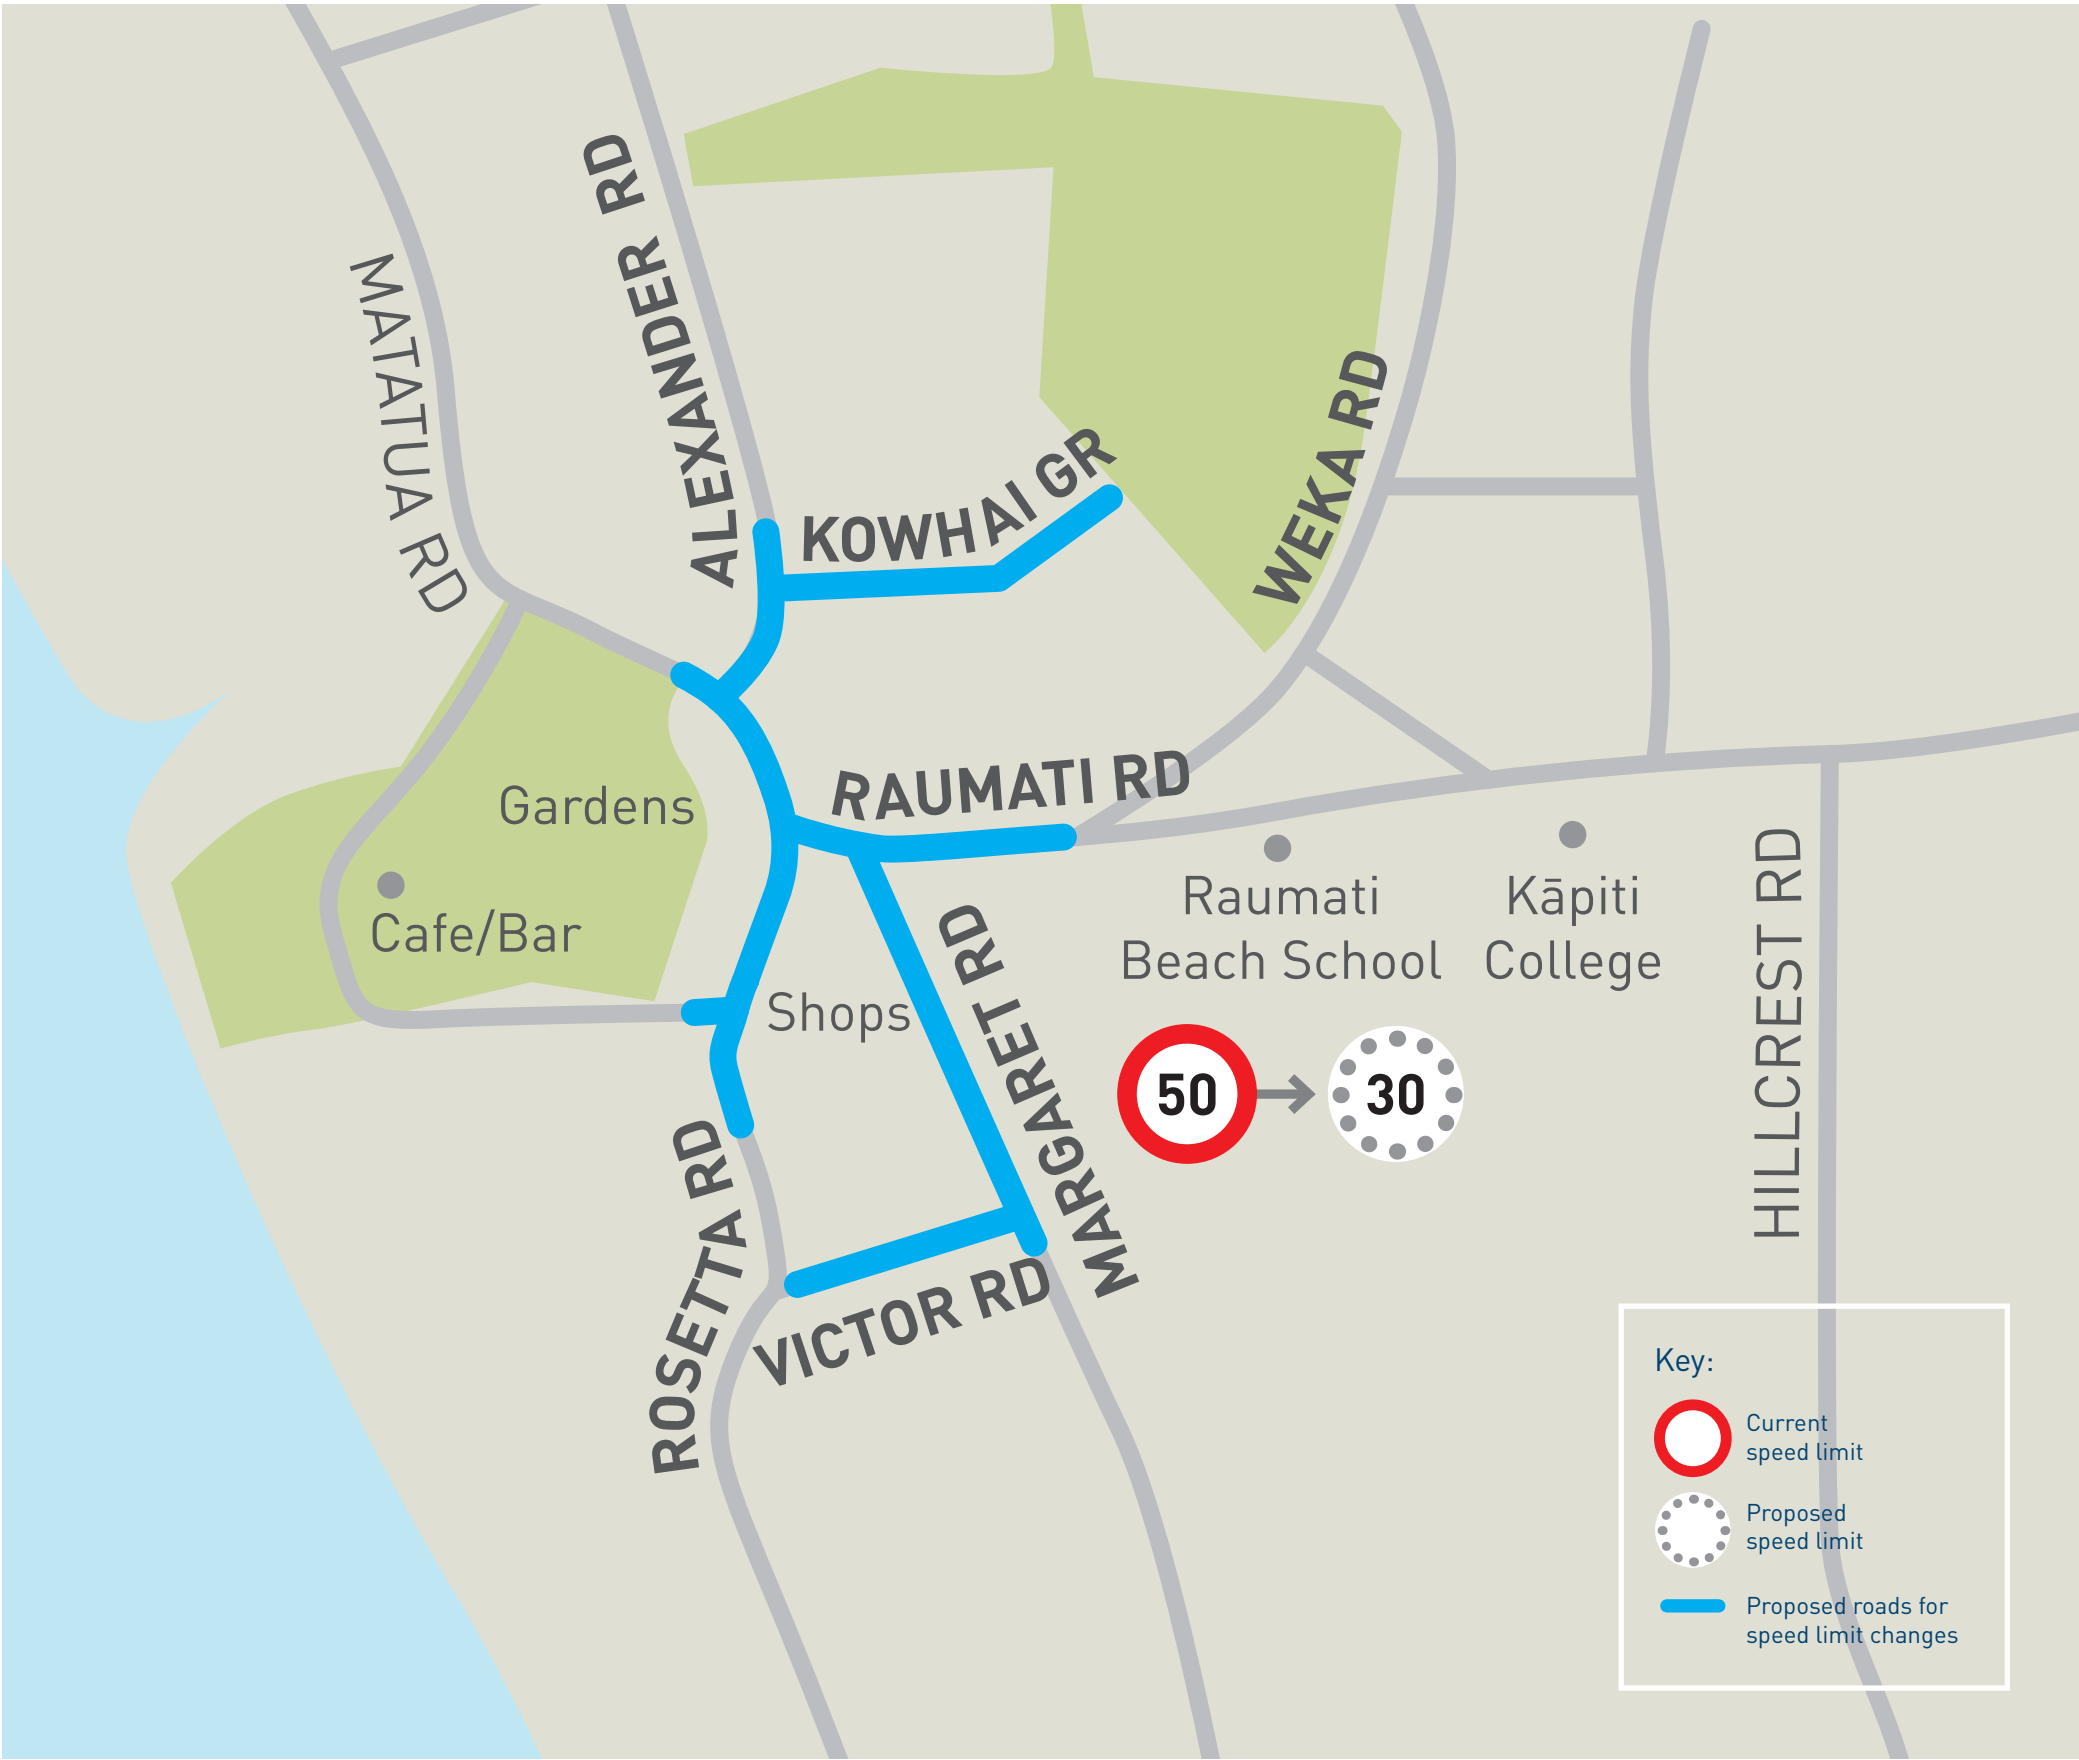 ALEXANDER RD
MATATUA RD
KOWHAI GR
WEKA RD
RAUMATI RD
Gardens
Cafe/Bar
Raumati
Beach School
Kāpiti
College
HILLCREST RD
Shops
MARGARET RD
50
30
ROSETTA RD
VICTOR RD
Key:
Current
speed limit
Proposed
speed limit
Proposed roads for
speed limit changes